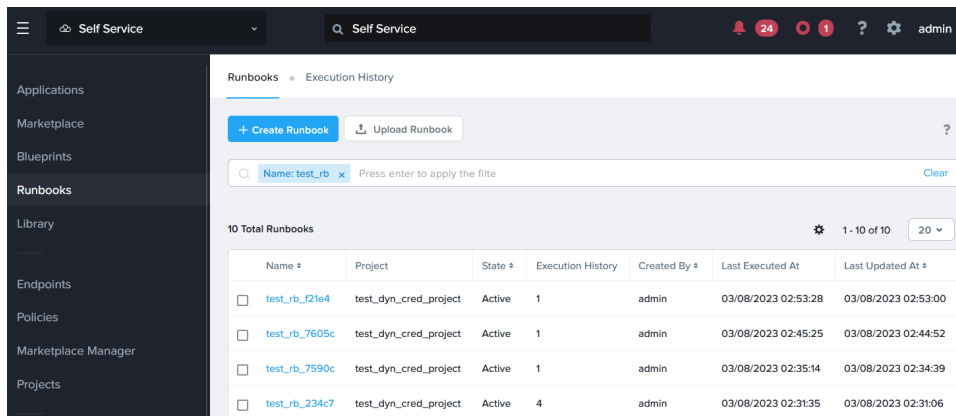 Self Service
Self Service
24
1
?
admin
Applications
Marketplace
Blueprints
Runbooks
Library
Endpoints
Policies
Marketplace Manager
Projects
Runbooks Execution History
+ Create Runbook Upload Runbook ?
Name: test_rb x Press enter to apply the filte Clear
10 Total Runbooks 1 - 10 of 10 20
Name Project State Execution History Created By Last Executed At Last Updated At
test_rb_f21e4 test_dyn_cred_project Active 1 admin 03/08/2023 02:53:28 03/08/2023 02:53:00
test_rb_7605c test_dyn_cred_project Active 1 admin 03/08/2023 02:45:25 03/08/2023 02:44:52
test_rb_7590c test_dyn_cred_project Active 1 admin 03/08/2023 02:35:14 03/08/2023 02:34:39
test_rb_234c7 test_dyn_cred_project Active 4 admin 03/08/2023 02:31:35 03/08/2023 02:31:06